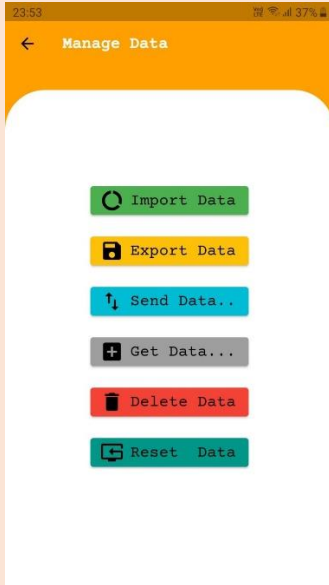 23:53 37%
Manage Data
Import Data
Export Data
Send Data..
Get Data...
Delete Data
Reset Data